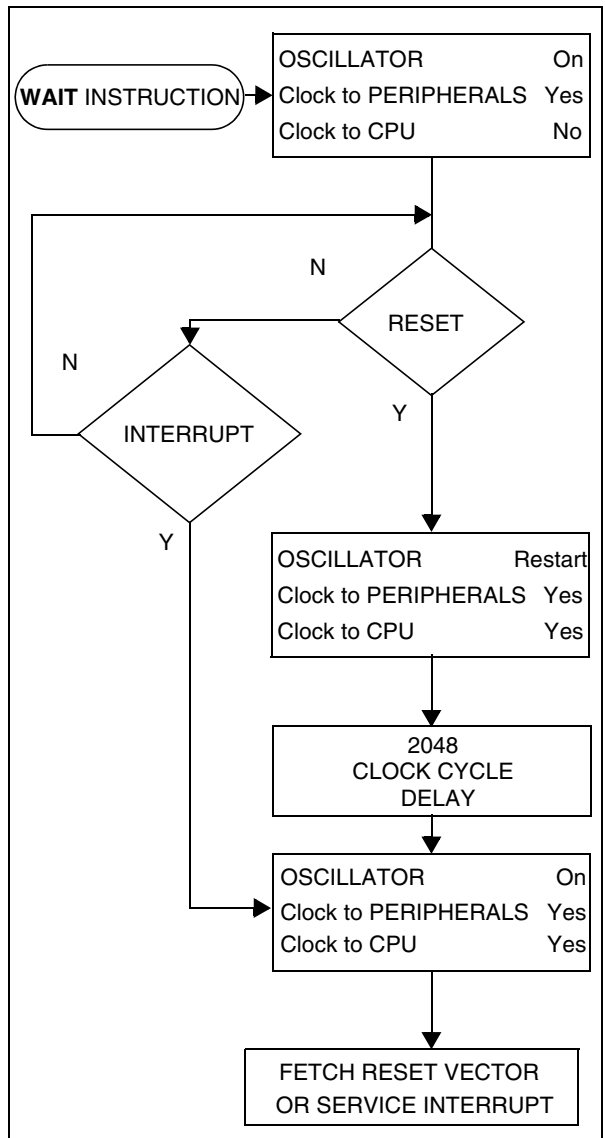 WAIT INSTRUCTION
OSCILLATOR On
Clock to PERIPHERALS Yes
Clock to CPU No
N
RESET
N
INTERRUPT
Y
Y
OSCILLATOR Restart
Clock to PERIPHERALS Yes
Clock to CPU Yes
2048
CLOCK CYCLE
DELAY
OSCILLATOR On
Clock to PERIPHERALS Yes
Clock to CPU Yes
FETCH RESET VECTOR
OR SERVICE INTERRUPT